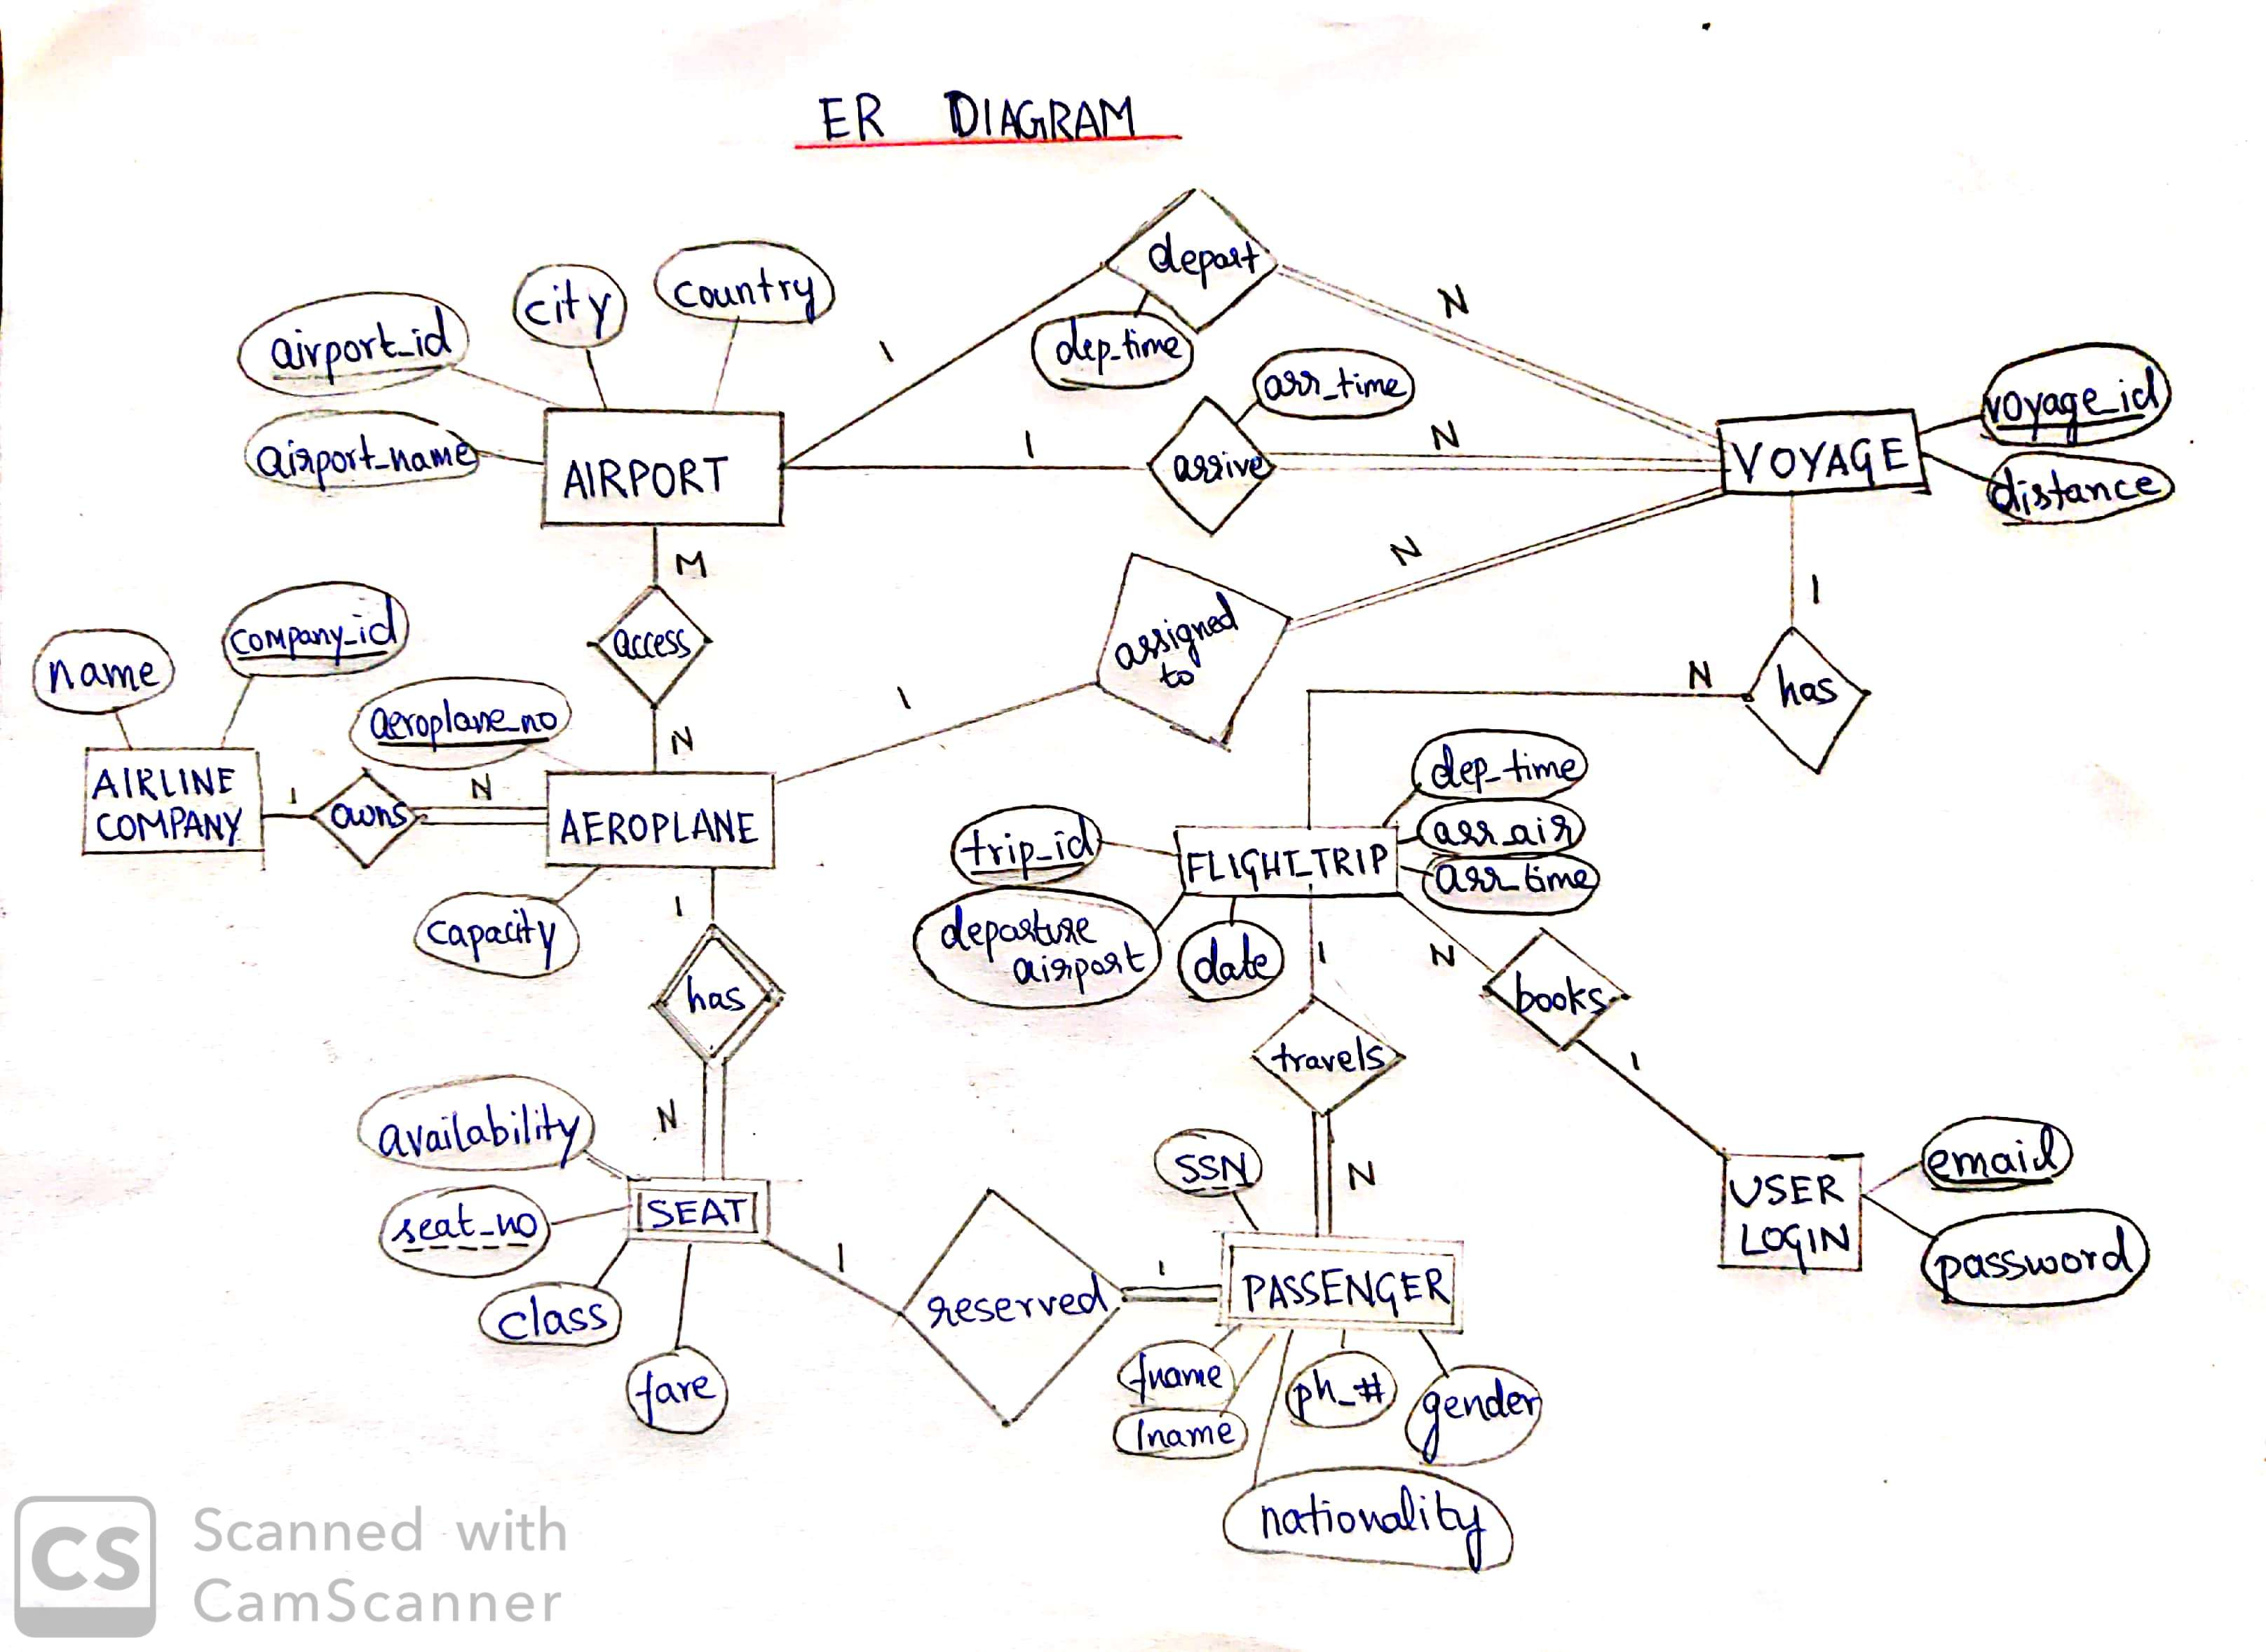 ER DIAGRAM
depart
N
country
city
airport_id
dep_time
1
arr_time
voyage_id
airport_name
AIRPORT
1
arrive
N
VOYAGE
distance
M
N
assigned
to
access
1
company_id
name
N
has
1
aeroplane_no
N
AIRLINE
COMPANY
1
owns
N
AEROPLANE
dep_time
trip_id
FLIGHT_TRIP
arr_air
arr_time
capacity
1
departure
airport
date
1
N
books
has
travels
1
availability
N
SSN
N
email
seat_no
SEAT
USER
LOGIN
class
1
reserved
1
PASSENGER
password
fare
fname
ph_#
gender
lname
nationality
CS
Scanned with
CamScanner